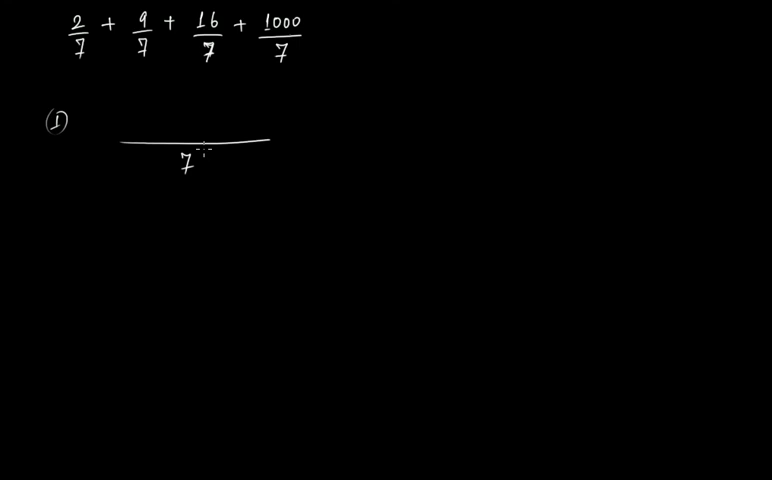 2/7 + 9/7 + 16/7 + 1000/7
①
7